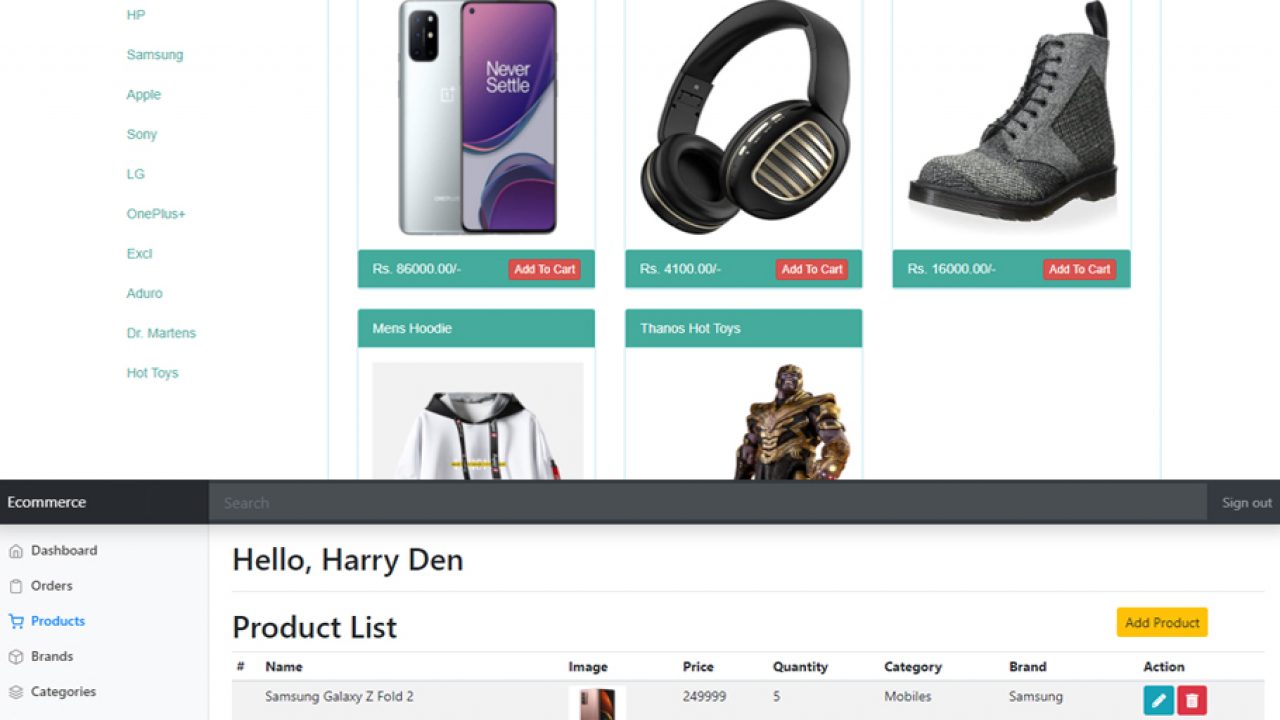 HP
Samsung
Apple
Sony
LG
OnePlus+
Excl
Aduro
Dr. Martens
Hot Toys
Never
Settle
ONEPLUS
Rs. 86000.00/- Add To Cart
Rs. 4100.00/- Add To Cart
Rs. 16000.00/- Add To Cart
Mens Hoodie
Thanos Hot Toys
Ecommerce
Search
Sign out
Dashboard
Orders
Products
Brands
Categories
Hello, Harry Den
Product List
Add Product
# Name Image Price Quantity Category Brand Action
Samsung Galaxy Z Fold 2 249999 5 Mobiles Samsung